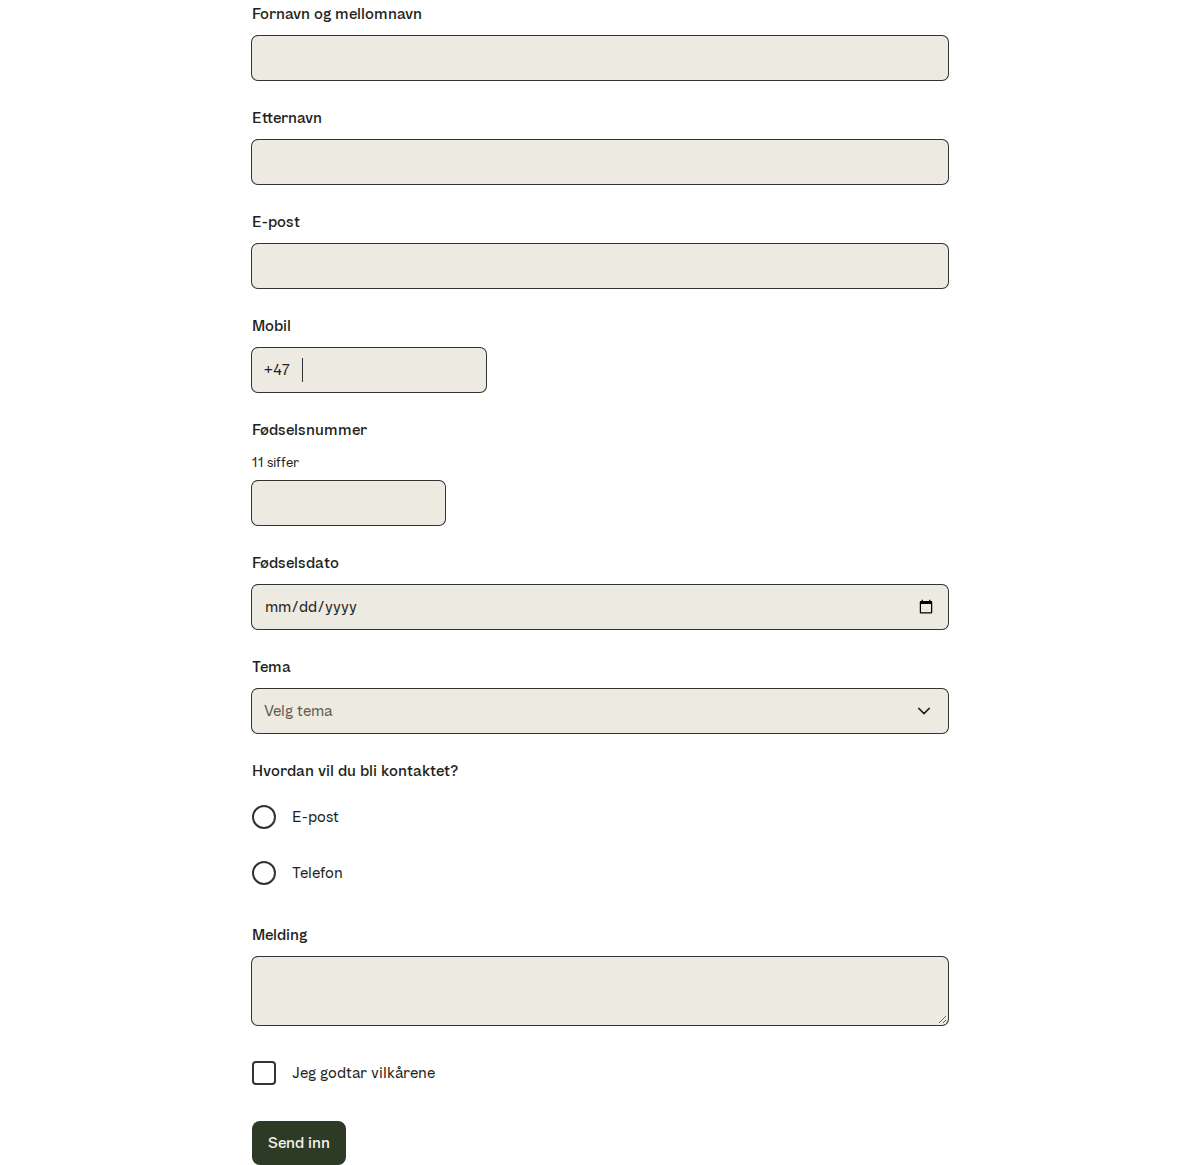 Fornavn og mellomnavn
Etternavn
E-post
Mobil
+47
Fødselsnummer
11 siffer
Fødselsdato
mm/dd/yyyy
Tema
Velg tema
Hvordan vil du bli kontaktet?
E-post
Telefon
Melding
Jeg godtar vilkårene
Send inn